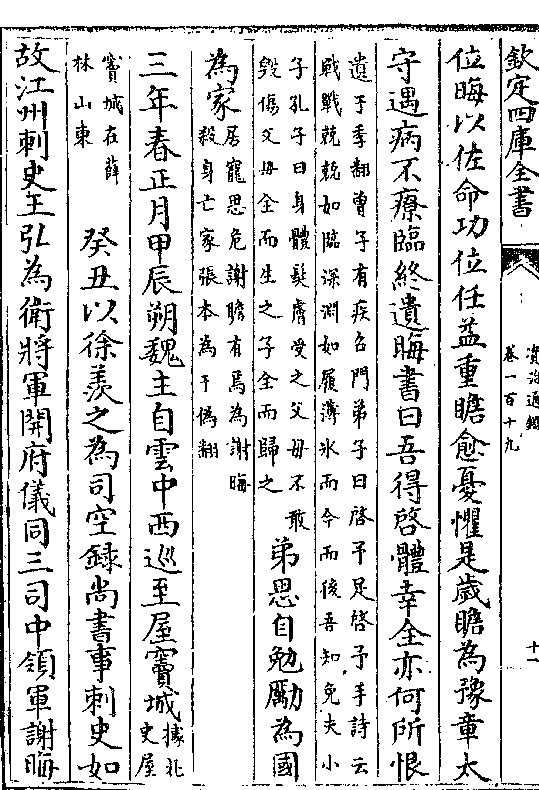 欽定四庫全書
資治通鑑
卷一百十九
十一
位晦以佐命功位任益重瞻愈憂懼是歲瞻為豫章太
守遇病不療臨終遺晦書曰吾得啓體幸全亦何所恨
遺于季翻曾子有疾召門弟子曰啓予足啓予手詩云
戰戰兢兢如臨深淵如履薄氷而今而後吾知免夫小
子孔子曰身體髮膚受之父母不敢
毀傷父母全而生之子全而歸之
弟思自勉勵為國
為家
居寵思危謝瞻有焉為謝晦
殺身亡家張本為于偽翻
三年春正月甲辰朔魏主自雲中西巡至屋竇城
據北
史屋
竇城在薛
林山東
癸丑以徐羨之為司空錄尚書事刺史如
故江州刺史王弘為衛將軍開府儀同三司中領軍謝晦